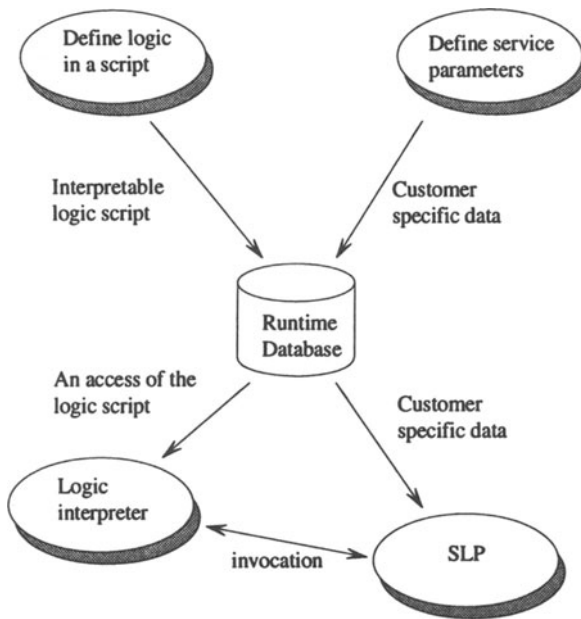 Define logic
in a script
Define service
parameters
Interpretable
logic script
Customer
specific data
Runtime
Database
An access of the
logic script
Customer
specific data
Logic
interpreter
invocation
SLP